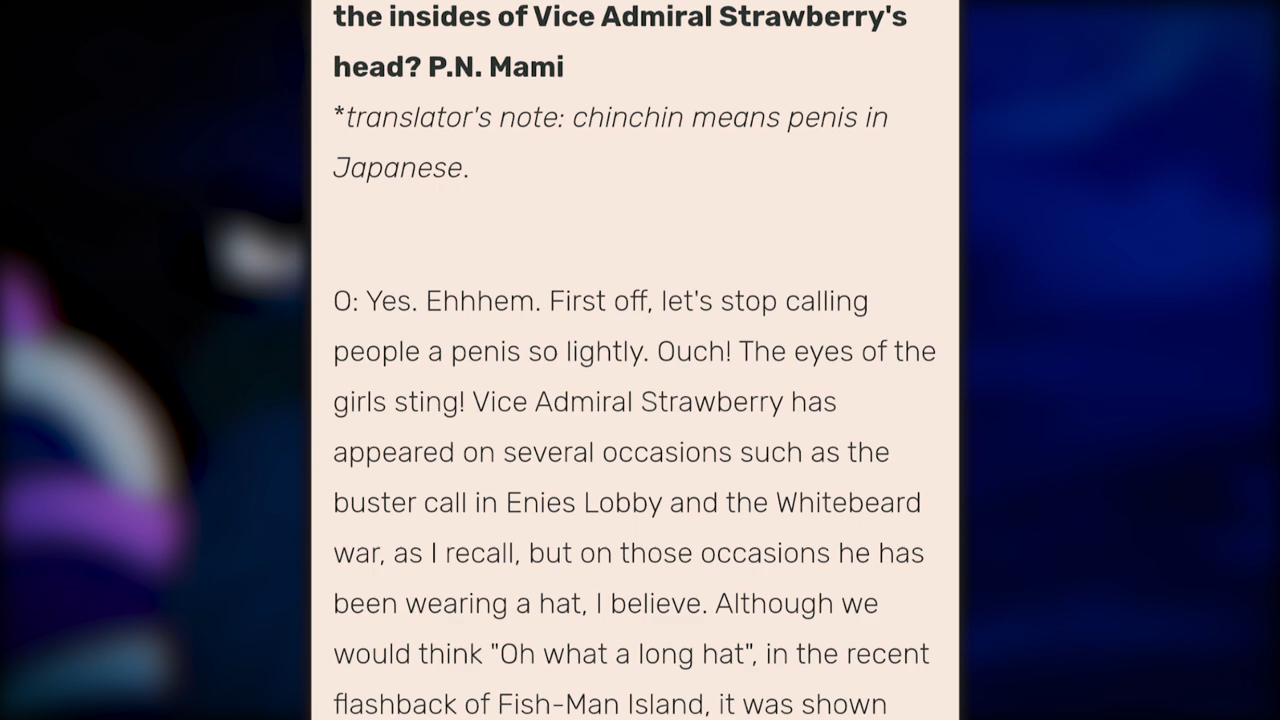 the insides of Vice Admiral Strawberry's
head? P.N. Mami
*translator's note: chinchin means penis in
Japanese.
O: Yes. Ehhhem. First off, let's stop calling
people a penis so lightly. Ouch! The eyes of the
girls sting! Vice Admiral Strawberry has
appeared on several occasions such as the
buster call in Enies Lobby and the Whitebeard
war, as I recall, but on those occasions he has
been wearing a hat, I believe. Although we
would think "Oh what a long hat", in the recent
flashback of Fish-Man Island, it was shown